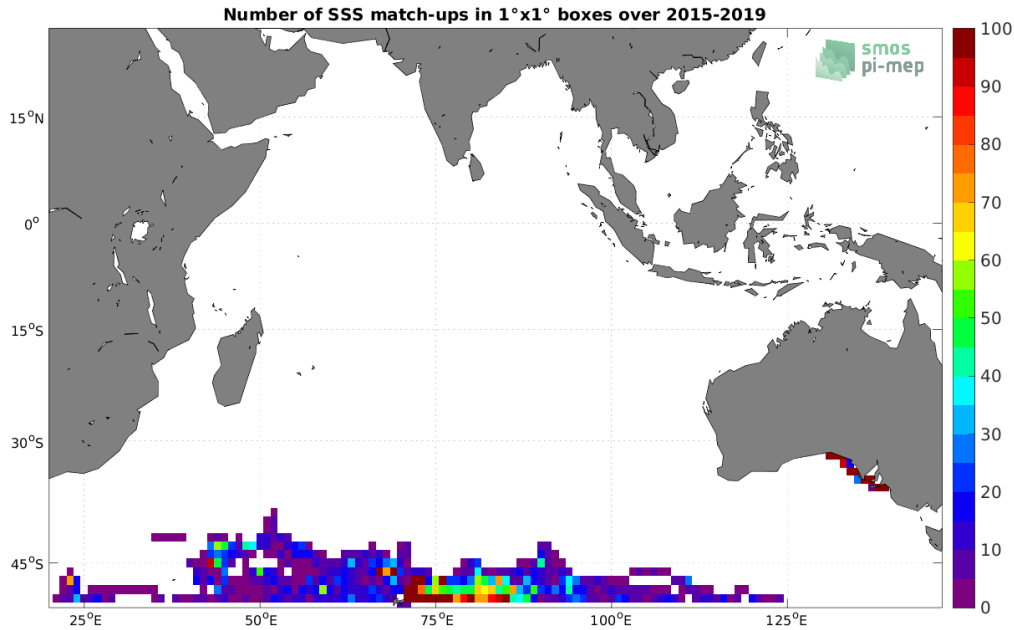 Number of SSS match-ups in 1°x1° boxes over 2015-2019
smos
pi-mep
100
90
80
70
60
50
40
30
20
10
0
15°N
0°
15°S
30°S
45°S
25°E
50°E
75°E
100°E
125°E